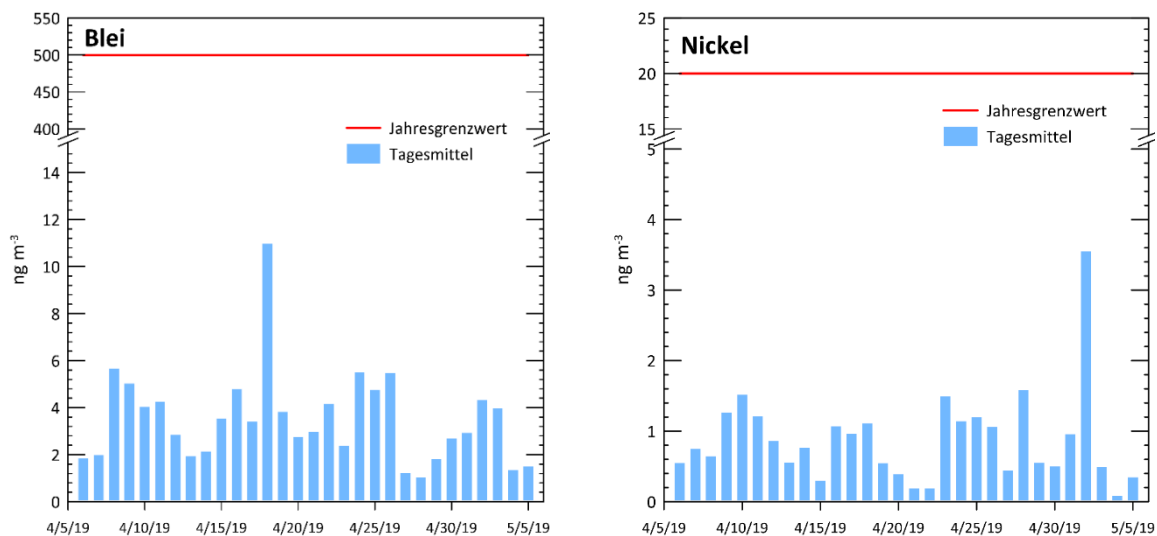 Blei
550
500
450
400
14
12
10
8
6
4
2
0
ng m⁻³
Jahresgrenzwert
Tagesmittel
4/5/19 4/10/19 4/15/19 4/20/19 4/25/19 4/30/19 5/5/19
Nickel
25
20
15
5
4
3
2
1
0
ng m⁻³
Jahresgrenzwert
Tagesmittel
4/5/19 4/10/19 4/15/19 4/20/19 4/25/19 4/30/19 5/5/19